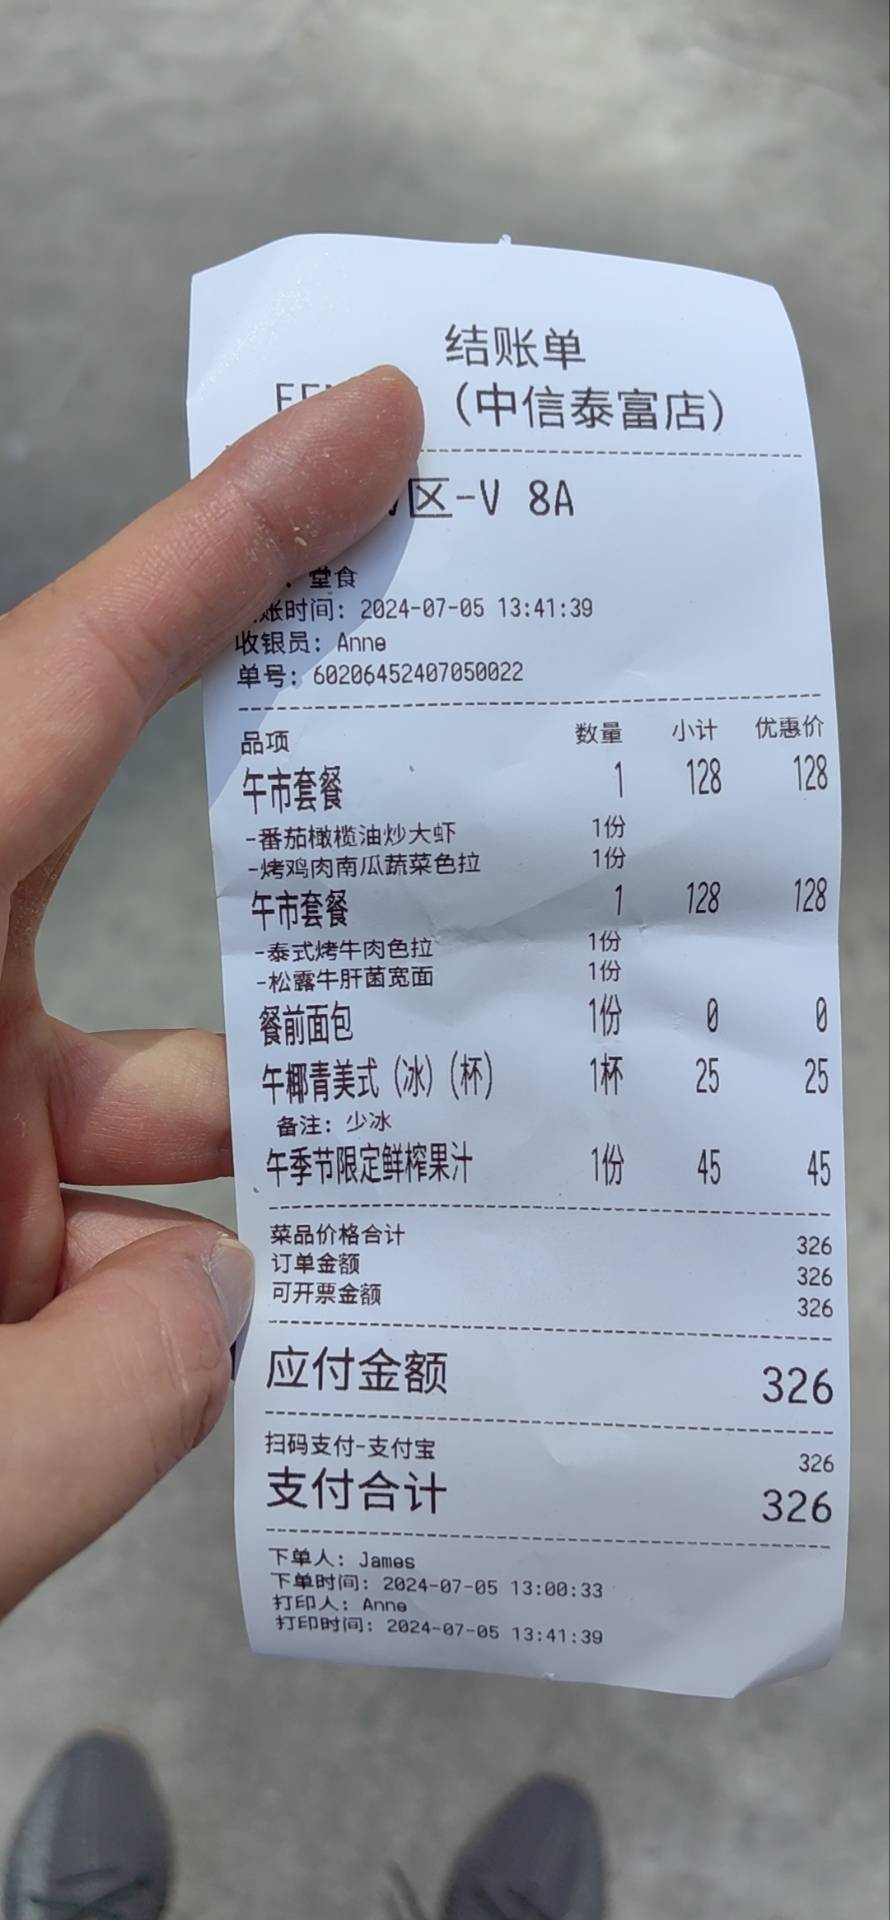 结账单
（中信泰富店）
区-V 8A
堂食
账时间：2024-07-05 13:41:39
收银员：Anne
单号：602064524070500​22
品项 数量 小计 优惠价
午市套餐 1 128 128
-番茄橄榄油炒大虾 1份
-烤鸡肉南瓜蔬菜色拉 1份
午市套餐 1 128 128
-泰式烤牛肉色拉 1份
-松露牛肝菌宽面 1份
餐前面包 1份 0 0
午椰青美式（冰）（杯） 1杯 25 25
备注：少冰
午季节限定鲜榨果汁 1份 45 45
菜品价格合计 326
订单金额 326
可开票金额 326
应付金额 326
扫码支付-支付宝 326
支付合计 326
下单人：James
下单时间：2024-07-05 13:00:33
打印人：Anne
打印时间：2024-07-05 13:41:39